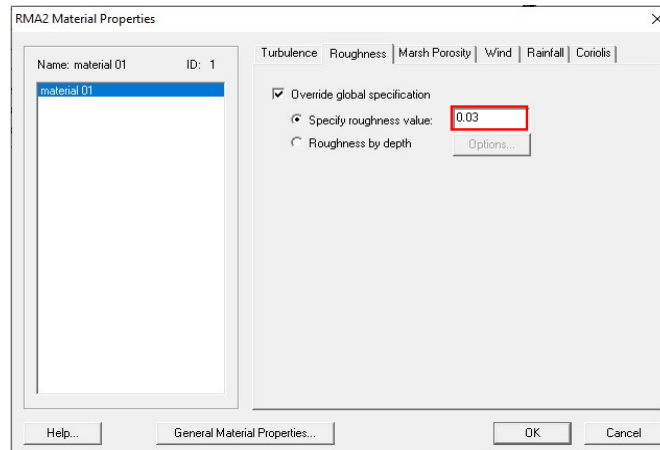 RMA2 Material Properties
Name: material 01 ID: 1
material 01
Turbulence Roughness Marsh Porosity Wind Rainfall Coriolis
Override global specification
Specify roughness value: 0.03
Roughness by depth Options...
Help... General Material Properties... OK Cancel